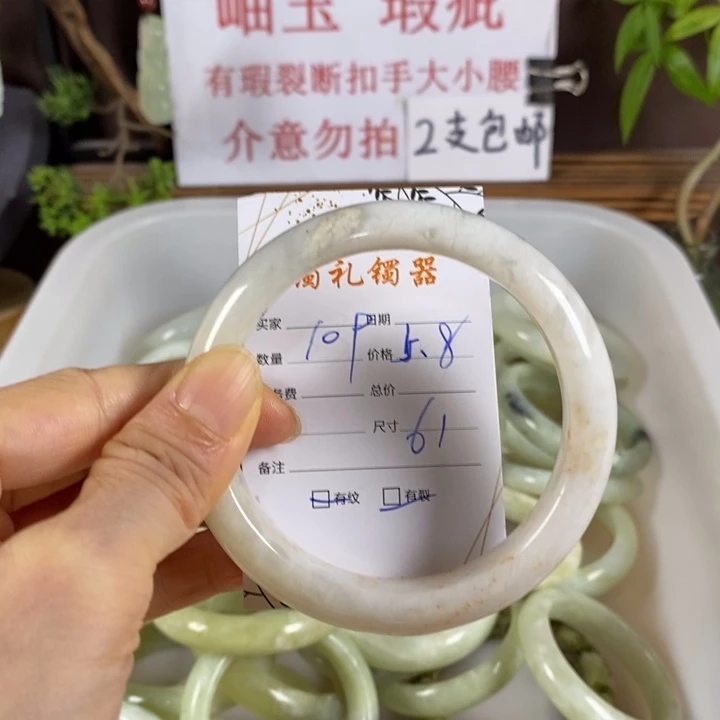 岫玉 瑕疵
有瑕裂断扣手大小腰
介意勿拍 2支包邮
礼镯器
买家 日期
数量 10 价格 5.8
费 总价
尺寸 61
备注
有纹 有裂